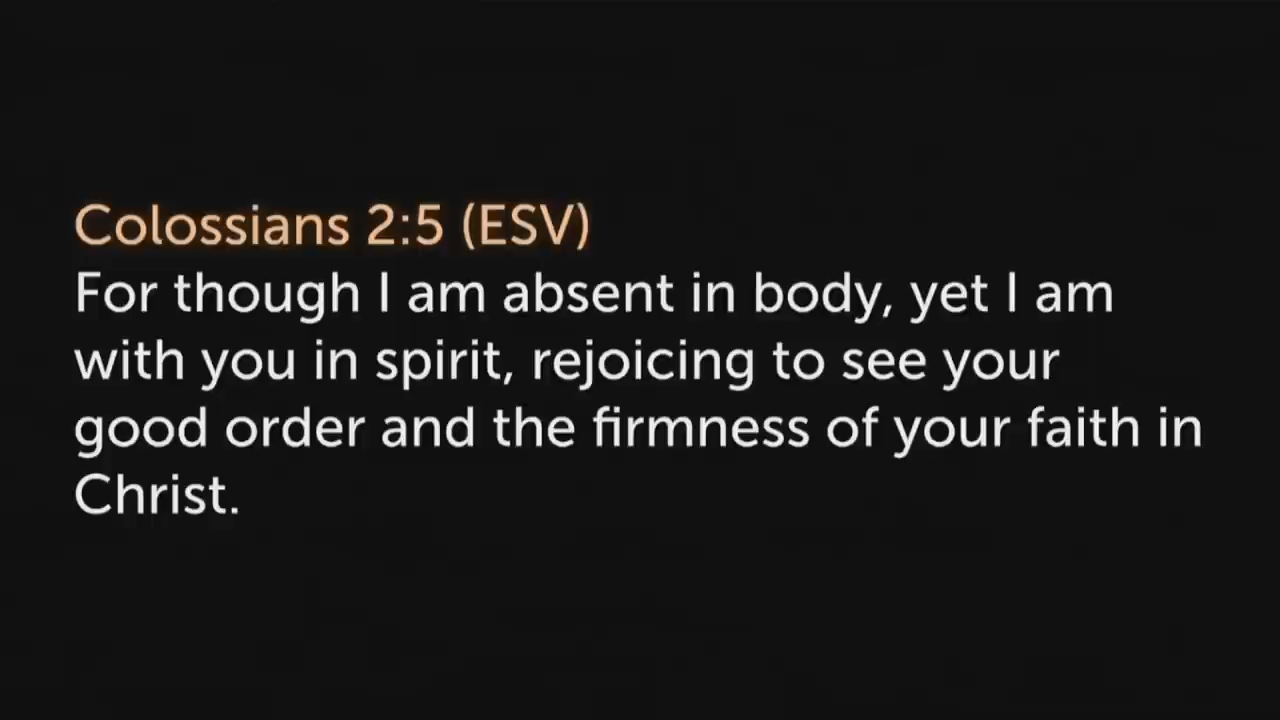 Colossians 2:5 (ESV)
For though I am absent in body, yet I am
with you in spirit, rejoicing to see your
good order and the firmness of your faith in
Christ.